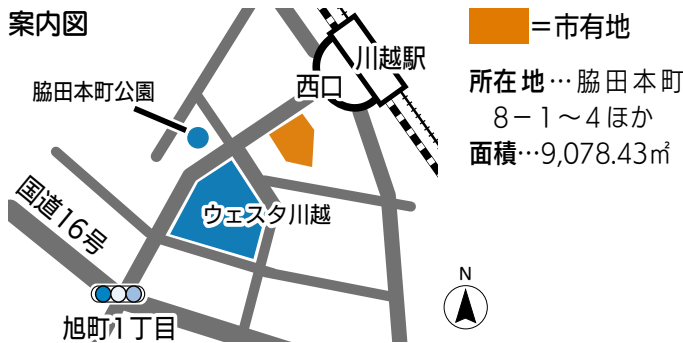 案内図
川越駅
西口
脇田本町公園
ウェスタ川越
国道16号
旭町1丁目
N
=市有地
所在地…脇田本町
8－1～4ほか
面積…9,078.43㎡